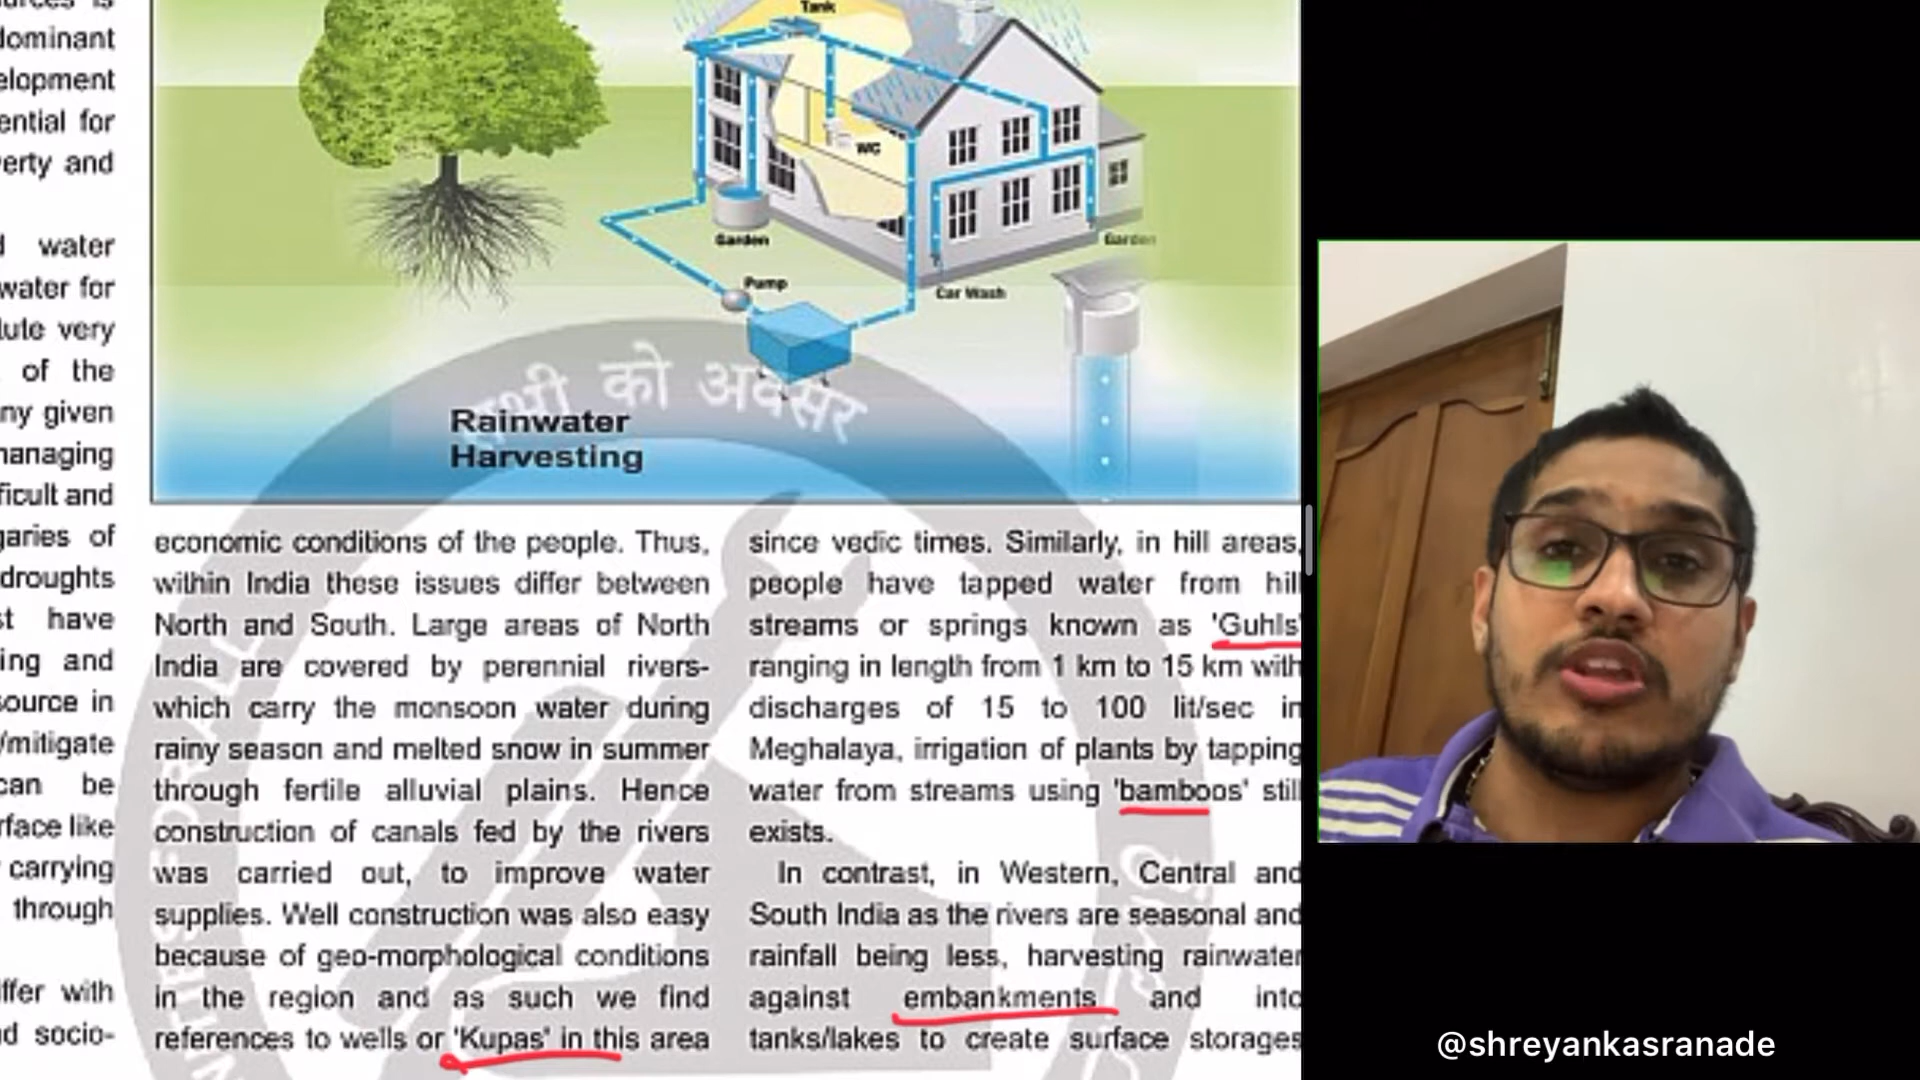 dominant
elopment
ential for
erty and
water
water for
lute very
of the
ny given
managing
ficult and
garies of
droughts
st have
ing and
source in
/mitigate
can be
rface like
carrying
through
iffer with
d socio-
Tank
WC
Garden
Garden
Pump
Car Wash
सभी को अवसर
Rainwater
Harvesting
economic conditions of the people. Thus,
within India these issues differ between
North and South. Large areas of North
India are covered by perennial rivers-
which carry the monsoon water during
rainy season and melted snow in summer
through fertile alluvial plains. Hence
construction of canals fed by the rivers
was carried out, to improve water
supplies. Well construction was also easy
because of geo-morphological conditions
in the region and as such we find
references to wells or 'Kupas' in this area
since vedic times. Similarly, in hill areas,
people have tapped water from hill
streams or springs known as 'Guhls'
ranging in length from 1 km to 15 km with
discharges of 15 to 100 lit/sec in
Meghalaya, irrigation of plants by tapping
water from streams using 'bamboos' still
exists.
In contrast, in Western, Central and
South India as the rivers are seasonal and
rainfall being less, harvesting rainwater
against embankments and into
tanks/lakes to create surface storages
@shreyankasranade